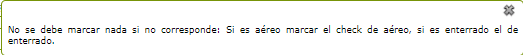 No se debe marcar nada si no corresponde: Si es aéreo marcar el check de aéreo, si es enterrado el de
enterrado.